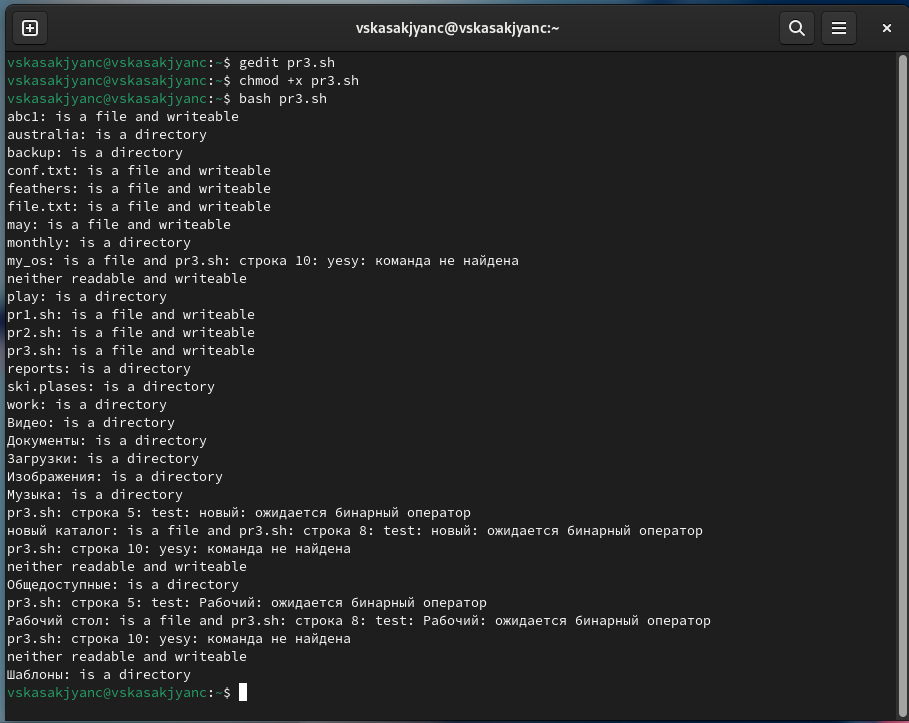 vskasakjyanc@vskasakjyanc:~
vskasakjyanc@vskasakjyanc:~$ gedit pr3.sh
vskasakjyanc@vskasakjyanc:~$ chmod +x pr3.sh
vskasakjyanc@vskasakjyanc:~$ bash pr3.sh
abc1: is a file and writeable
australia: is a directory
backup: is a directory
conf.txt: is a file and writeable
feathers: is a file and writeable
file.txt: is a file and writeable
may: is a file and writeable
monthly: is a directory
my_os: is a file and pr3.sh: строка 10: yesy: команда не найдена
neither readable and writeable
play: is a directory
pr1.sh: is a file and writeable
pr2.sh: is a file and writeable
pr3.sh: is a file and writeable
reports: is a directory
ski.plases: is a directory
work: is a directory
Видео: is a directory
Документы: is a directory
Загрузки: is a directory
Изображения: is a directory
Музыка: is a directory
pr3.sh: строка 5: test: новый: ожидается бинарный оператор
новый каталог: is a file and pr3.sh: строка 8: test: новый: ожидается бинарный оператор
pr3.sh: строка 10: yesy: команда не найдена
neither readable and writeable
Общедоступные: is a directory
pr3.sh: строка 5: test: Рабочий: ожидается бинарный оператор
Рабочий стол: is a file and pr3.sh: строка 8: test: Рабочий: ожидается бинарный оператор
pr3.sh: строка 10: yesy: команда не найдена
neither readable and writeable
Шаблоны: is a directory
vskasakjyanc@vskasakjyanc:~$